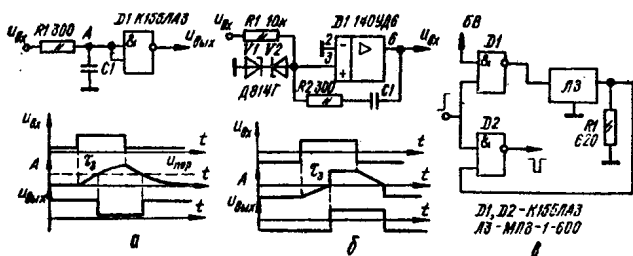 uвх R1 300 A D1 К155ЛА3 & uвых C1
uвх R1 10к D1 140УД6 uвх
V1 V2 2 3 6
Д814Г R2 300 C1
5В D1 & ЛЗ R1 620
D2 &
uвх t
A τз uпор t
uвых t
а
uвх t
A τз t
uвых t
б
D1, D2 - К155ЛА3
ЛЗ - МЛЗ-1-600
в